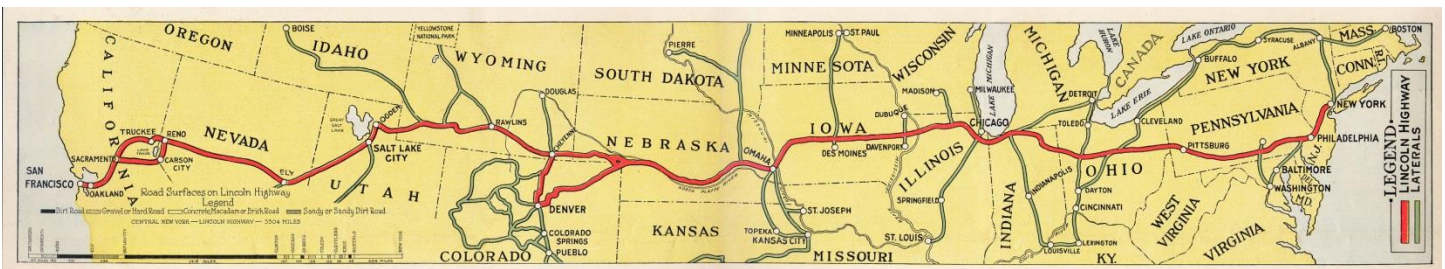 OREGON
BOISE
IDAHO
YELLOWSTONE
NATIONAL PARK
WYOMING
PIERRE
SOUTH DAKOTA
MINNEAPOLIS
ST. PAUL
MINNESOTA
WISCONSIN
LAKE MICHIGAN
MICHIGAN
LAKE HURON
CANADA
LAKE ONTARIO
SYRACUSE
ALBANY
MASS.
BOSTON
CONN.
R.I.
BUFFALO
NEW YORK
CALIFORNIA
DOUGLAS
MADISON
MILWAUKEE
DETROIT
LAKE ERIE
NEW YORK
TRUCKEE
RENO
NEVADA
GREAT
SALT
LAKE
OGDEN
RAWLINS
CHEYENNE
NEBRASKA
MISSOURI
IOWA
DUBUQUE
CHICAGO
TOLEDO
CLEVELAND
PENNSYLVANIA
PHILADELPHIA
SACRAMENTO
LAKE
TAHOE
CARSON
CITY
SALT LAKE
CITY
OMAHA
DES MOINES
DAVENPORT
ILLINOIS
PITTSBURG
N.J.
SAN
FRANCISCO
OAKLAND
ELY
UTAH
NORTH PLATTE RIVER
INDIANAPOLIS
OHIO
DAYTON
BALTIMORE
WASHINGTON
DEL.
MD.
Road Surfaces on Lincoln Highway
Legend
Dirt Road
Gravel or Hard Road
Concrete Macadam or Brick Road
Sandy or Sandy Dirt Road
CENTRAL NEW YORK — LINCOLN HIGHWAY — 3504 MILES
DENVER
ST. JOSEPH
SPRINGFIELD
INDIANA
CINCINNATI
WEST
VIRGINIA
COLORADO
SPRINGS
PUEBLO
COLORADO
KANSAS
TOPEKA
KANSAS CITY
MISSOURI
ST. LOUIS
LOUISVILLE
LEXINGTON
KY.
VIRGINIA
LEGEND
LINCOLN HIGHWAY
LATERALS